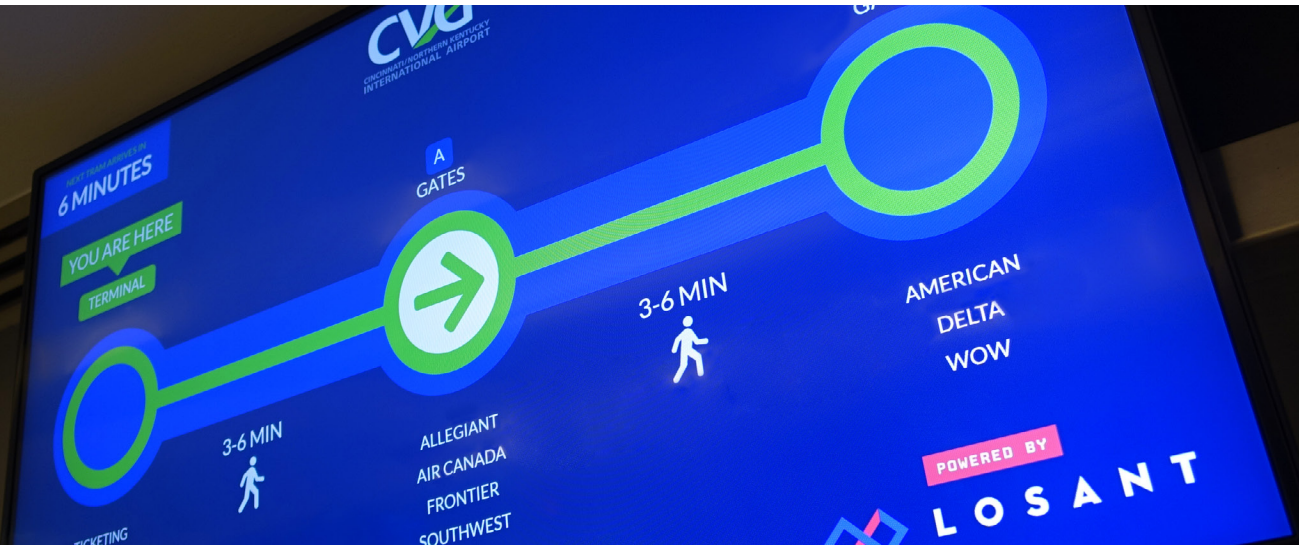 CVG
CINCINNATI/NORTHERN KENTUCKY
INTERNATIONAL AIRPORT
NEXT TRAM ARRIVES IN
6 MINUTES
YOU ARE HERE
TERMINAL
A
GATES
3-6 MIN
3-6 MIN
ALLEGIANT
AIR CANADA
FRONTIER
SOUTHWEST
AMERICAN
DELTA
WOW
POWERED BY
LOSANT